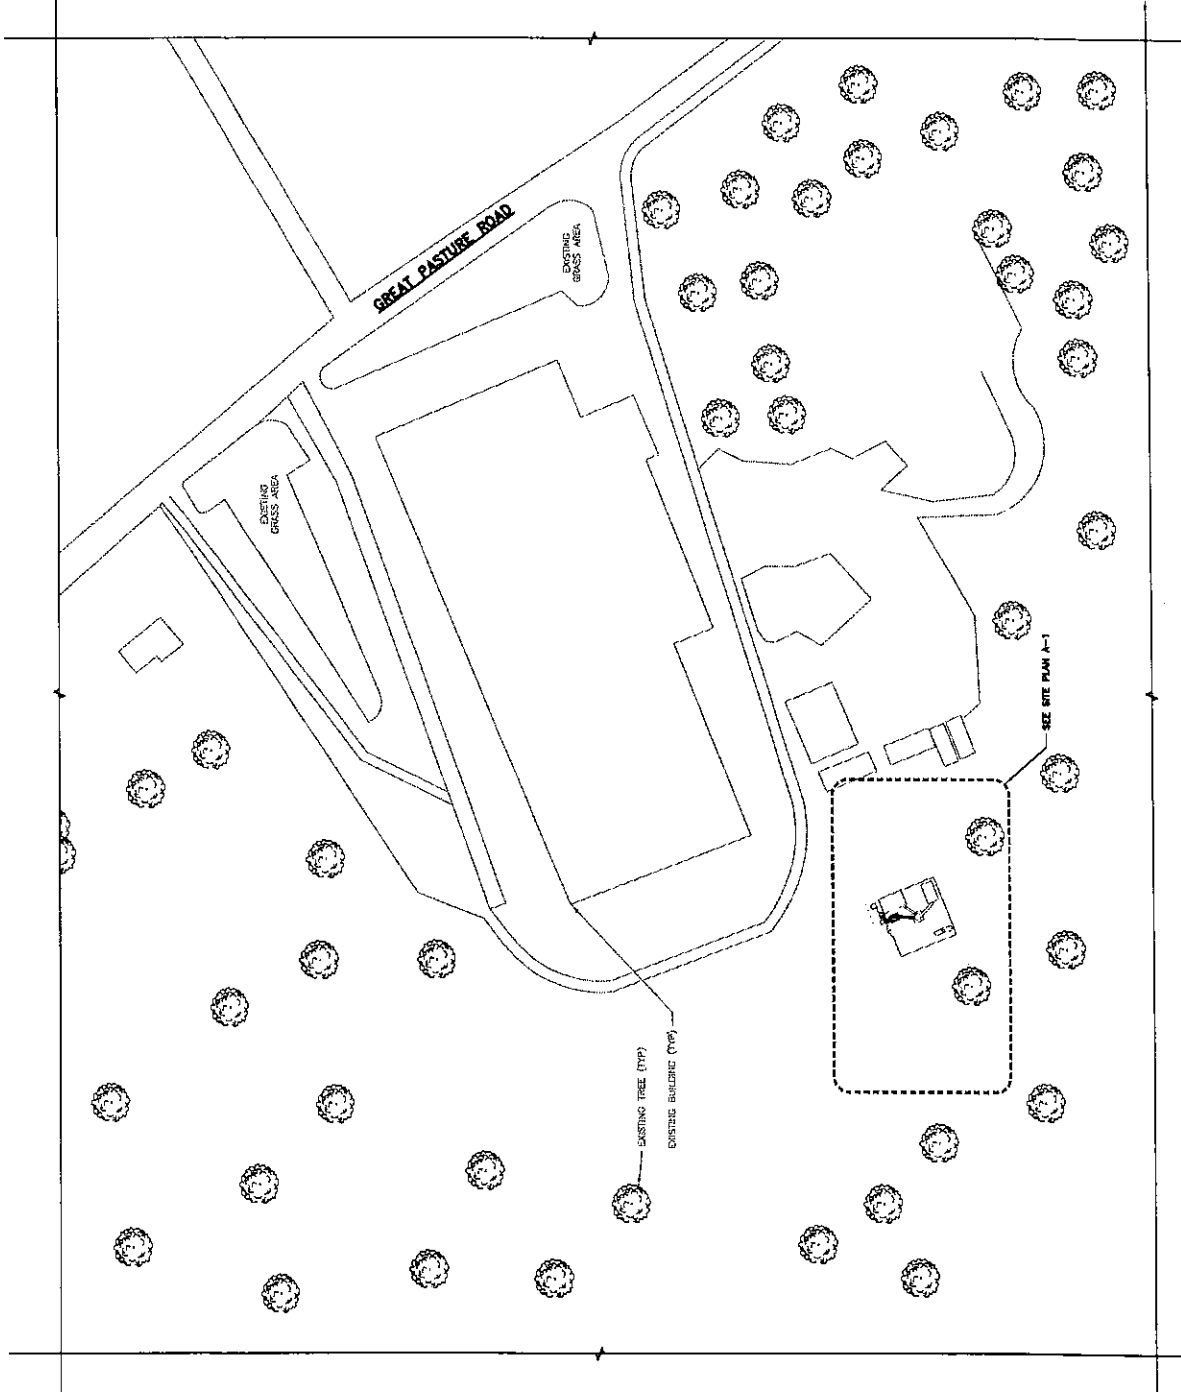 GREAT PASTURE ROAD
EXISTING
GRASS AREA
EXISTING
GRASS AREA
SEE SITE PLAN A-1
EXISTING TREE (TYP)
EXISTING BUILDING (TYP)